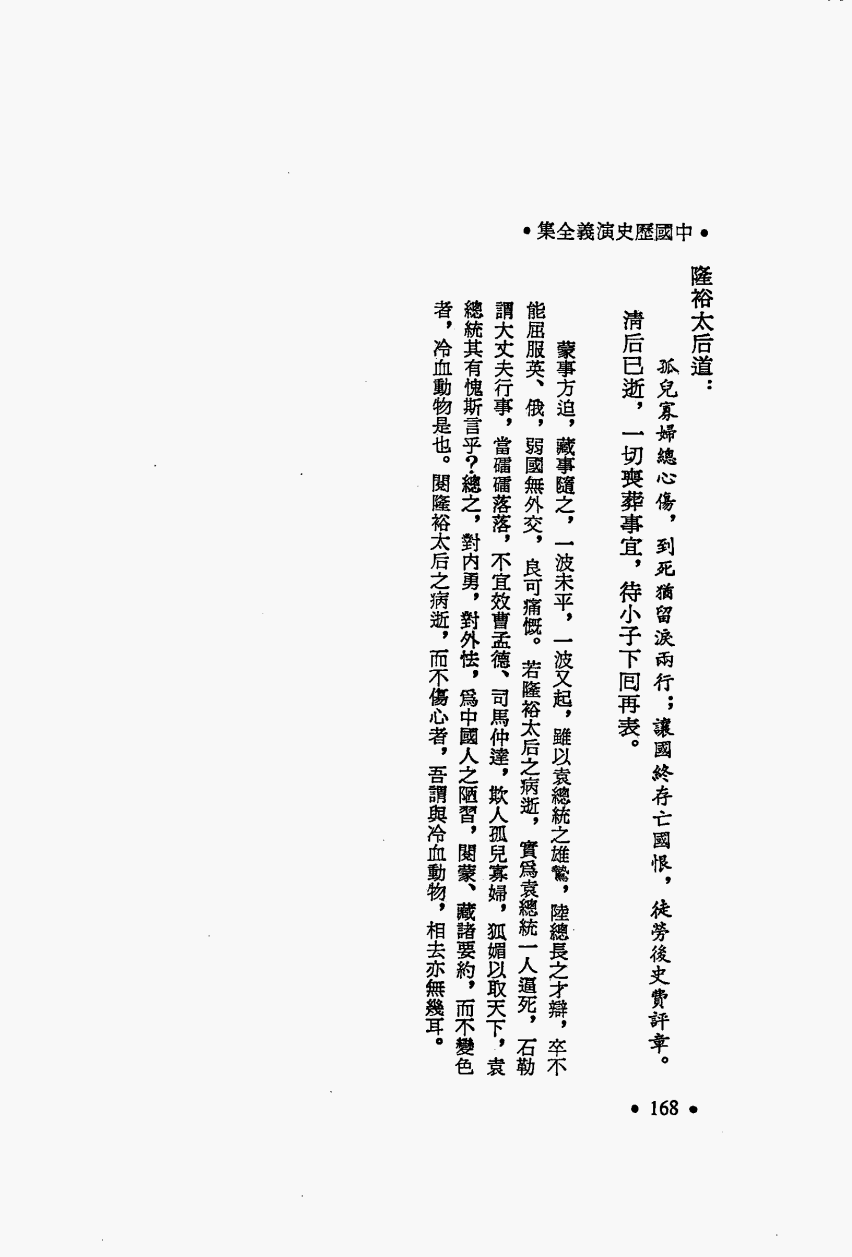 •中國歷史演義全集•
隆裕太后道：
孤兒寡婦總心傷，到死猶留淚兩行；讓國終存亡國恨，徒勞後史費評章。
清后已逝，一切喪葬事宜，待小子下囘再表。
蒙事方迫，藏事隨之，一波未平，一波又起，雖以袁總統之雄鷙，陸總長之才辯，卒不
能屈服英、俄，弱國無外交，良可痛慨。若隆裕太后之病逝，實爲袁總統一人逼死，石勒
謂大丈夫行事，當礌礌落落，不宜效曹孟德、司馬仲達，欺人孤兒寡婦，狐媚以取天下，袁
總統其有愧斯言乎？總之，對内勇，對外怯，爲中國人之陋習，閱蒙、藏諸要約，而不變色
者，冷血動物是也。閱隆裕太后之病逝，而不傷心者，吾謂與冷血動物，相去亦無幾耳。
•168•